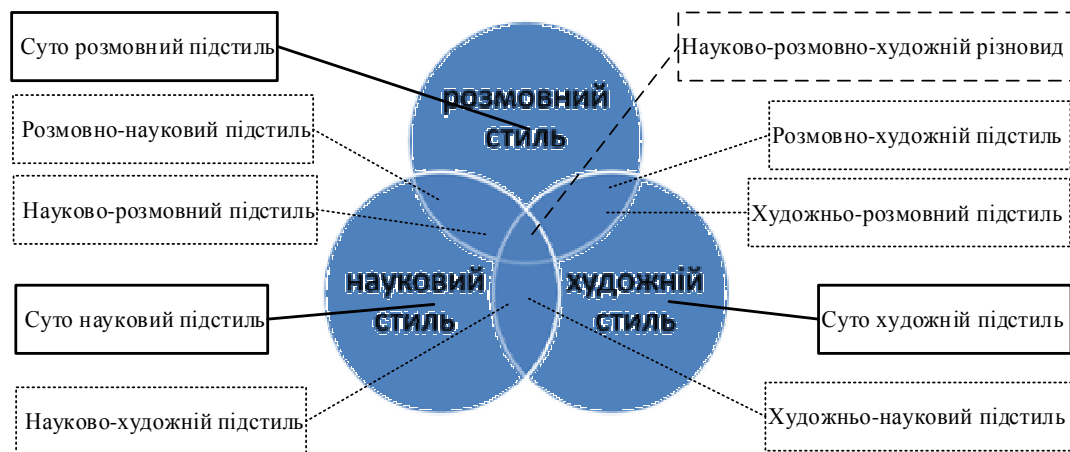 Суто розмовний підстиль
Науково-розмовно-художній різновид
розмовний
стиль
Розмовно-науковий підстиль
Розмовно-художній підстиль
Науково-розмовний підстиль
Художньо-розмовний підстиль
науковий
стиль
художній
стиль
Суто науковий підстиль
Суто художній підстиль
Науково-художній підстиль
Художньо-науковий підстиль